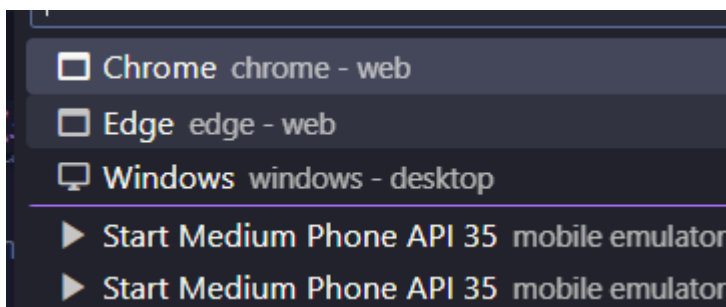 Chrome chrome - web
Edge edge - web
Windows windows - desktop
Start Medium Phone API 35 mobile emulator
Start Medium Phone API 35 mobile emulator